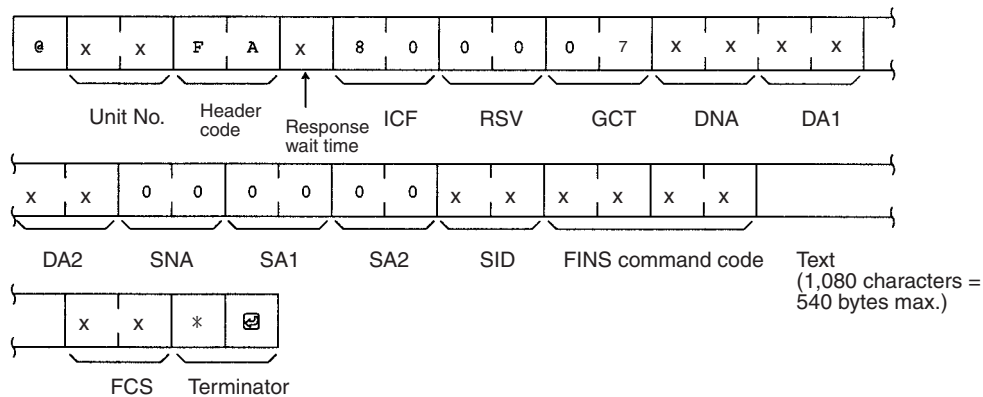 @ x x F A x 8 0 0 0 0 7 x x x x
Unit No. Header code Response wait time ICF RSV GCT DNA DA1
x x 0 0 0 0 0 0 x x x x x x
DA2 SNA SA1 SA2 SID FINS command code Text
(1,080 characters =
540 bytes max.)
x x * ↵
FCS Terminator